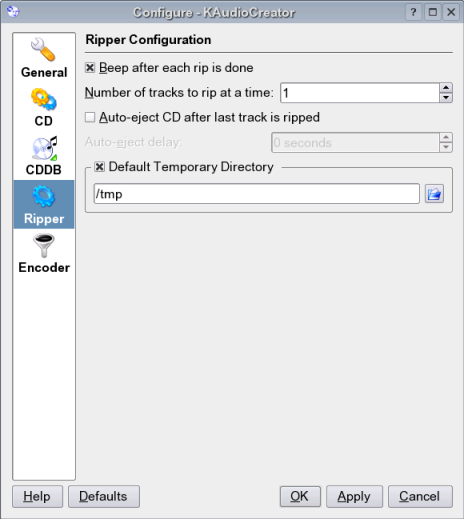 Configure - KAudioCreator
General
CD
CDDB
Ripper
Encoder
Ripper Configuration
Beep after each rip is done
Number of tracks to rip at a time: 1
Auto-eject CD after last track is ripped
Auto-eject delay: 0 seconds
Default Temporary Directory
/tmp
Help Defaults OK Apply Cancel